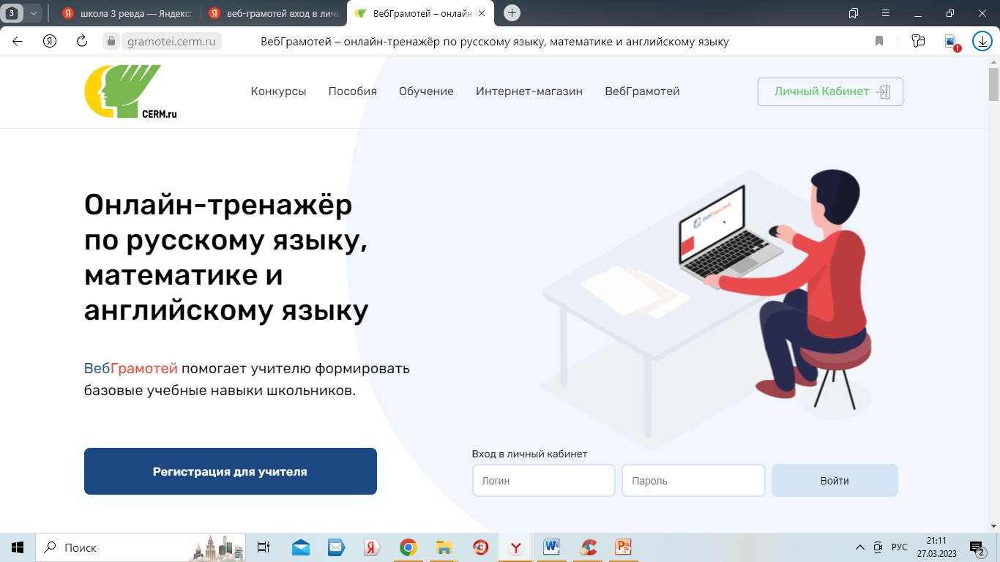 3
школа 3 ревда — Яндекс:
веб-грамотей вход в личн
ВебГрамотей – онлайн-
gramotei.cerm.ru
ВебГрамотей – онлайн-тренажёр по русскому языку, математике и английскому языку
CERM.ru
Конкурсы
Пособия
Обучение
Интернет-магазин
ВебГрамотей
Личный Кабинет
Онлайн-тренажёр
по русскому языку,
математике и
английскому языку
ВебГрамотей
ВебГрамотей помогает учителю формировать
базовые учебные навыки школьников.
Регистрация для учителя
Вход в личный кабинет
Логин
Пароль
Войти
Поиск
РУС
21:11
27.03.2023
2